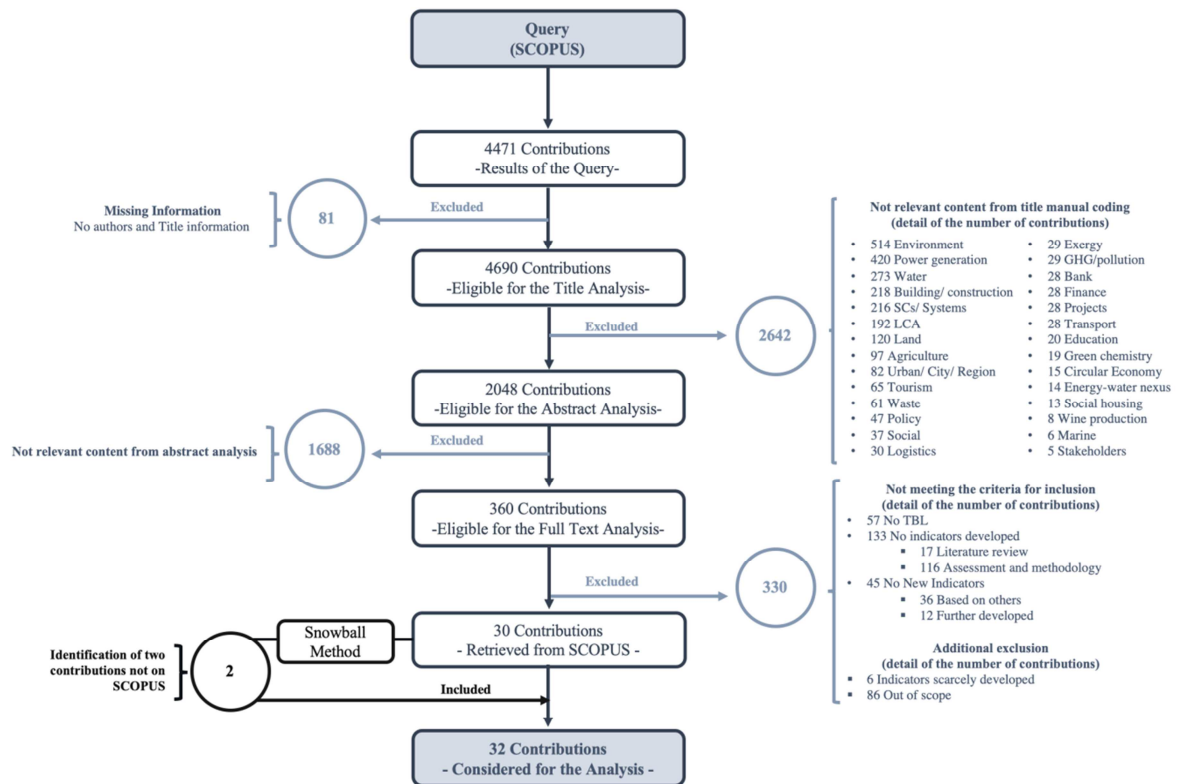 Query
(SCOPUS)
4471 Contributions
-Results of the Query-
Excluded
81
Missing Information
No authors and Title information
4690 Contributions
-Eligible for the Title Analysis-
Excluded
2642
Not relevant content from title manual coding
(detail of the number of contributions)
• 514 Environment
• 420 Power generation
• 273 Water
• 218 Building/ construction
• 216 SCs/ Systems
• 192 LCA
• 120 Land
• 97 Agriculture
• 82 Urban/ City/ Region
• 65 Tourism
• 61 Waste
• 47 Policy
• 37 Social
• 30 Logistics
• 29 Exergy
• 29 GHG/pollution
• 28 Bank
• 28 Finance
• 28 Projects
• 28 Transport
• 20 Education
• 19 Green chemistry
• 15 Circular Economy
• 14 Energy-water nexus
• 13 Social housing
• 8 Wine production
• 6 Marine
• 5 Stakeholders
2048 Contributions
-Eligible for the Abstract Analysis-
Excluded
1688
Not relevant content from abstract analysis
360 Contributions
-Eligible for the Full Text Analysis-
Excluded
330
Not meeting the criteria for inclusion
(detail of the number of contributions)
• 57 No TBL
• 133 No indicators developed
▪ 17 Literature review
▪ 116 Assessment and methodology
• 45 No New Indicators
▪ 36 Based on others
▪ 12 Further developed
Additional exclusion
(detail of the number of contributions)
▪ 6 Indicators scarcely developed
▪ 86 Out of scope
30 Contributions
- Retrieved from SCOPUS -
Snowball
Method
2
Identification of two
contributions not on
SCOPUS
Included
32 Contributions
- Considered for the Analysis -